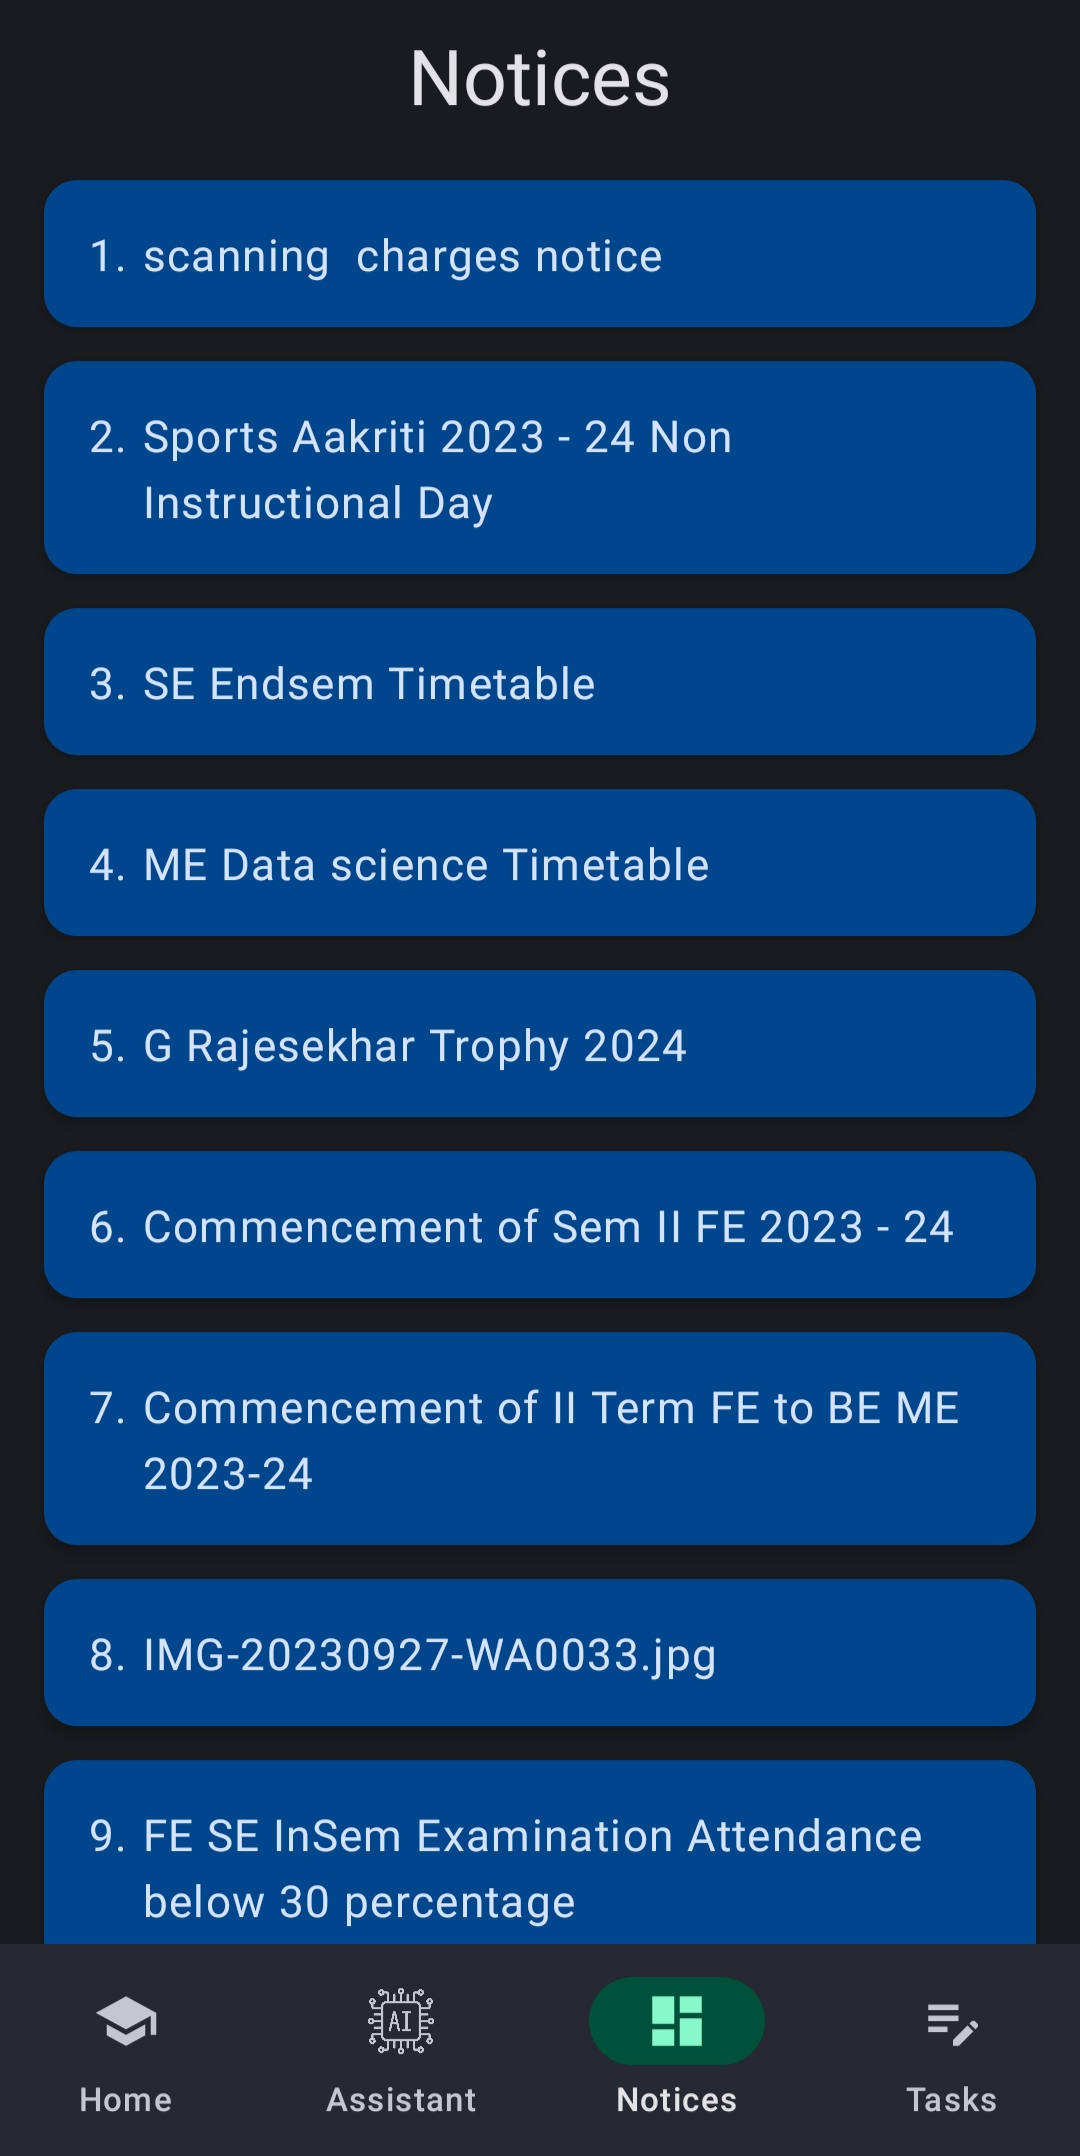 Notices
1. scanning  charges notice
2. Sports Aakriti 2023 - 24 Non
Instructional Day
3. SE Endsem Timetable
4. ME Data science Timetable
5. G Rajesekhar Trophy 2024
6. Commencement of Sem II FE 2023 - 24
7. Commencement of II Term FE to BE ME
2023-24
8. IMG-20230927-WA0033.jpg
9. FE SE InSem Examination Attendance
below 30 percentage
AI
Home
Assistant
Notices
Tasks